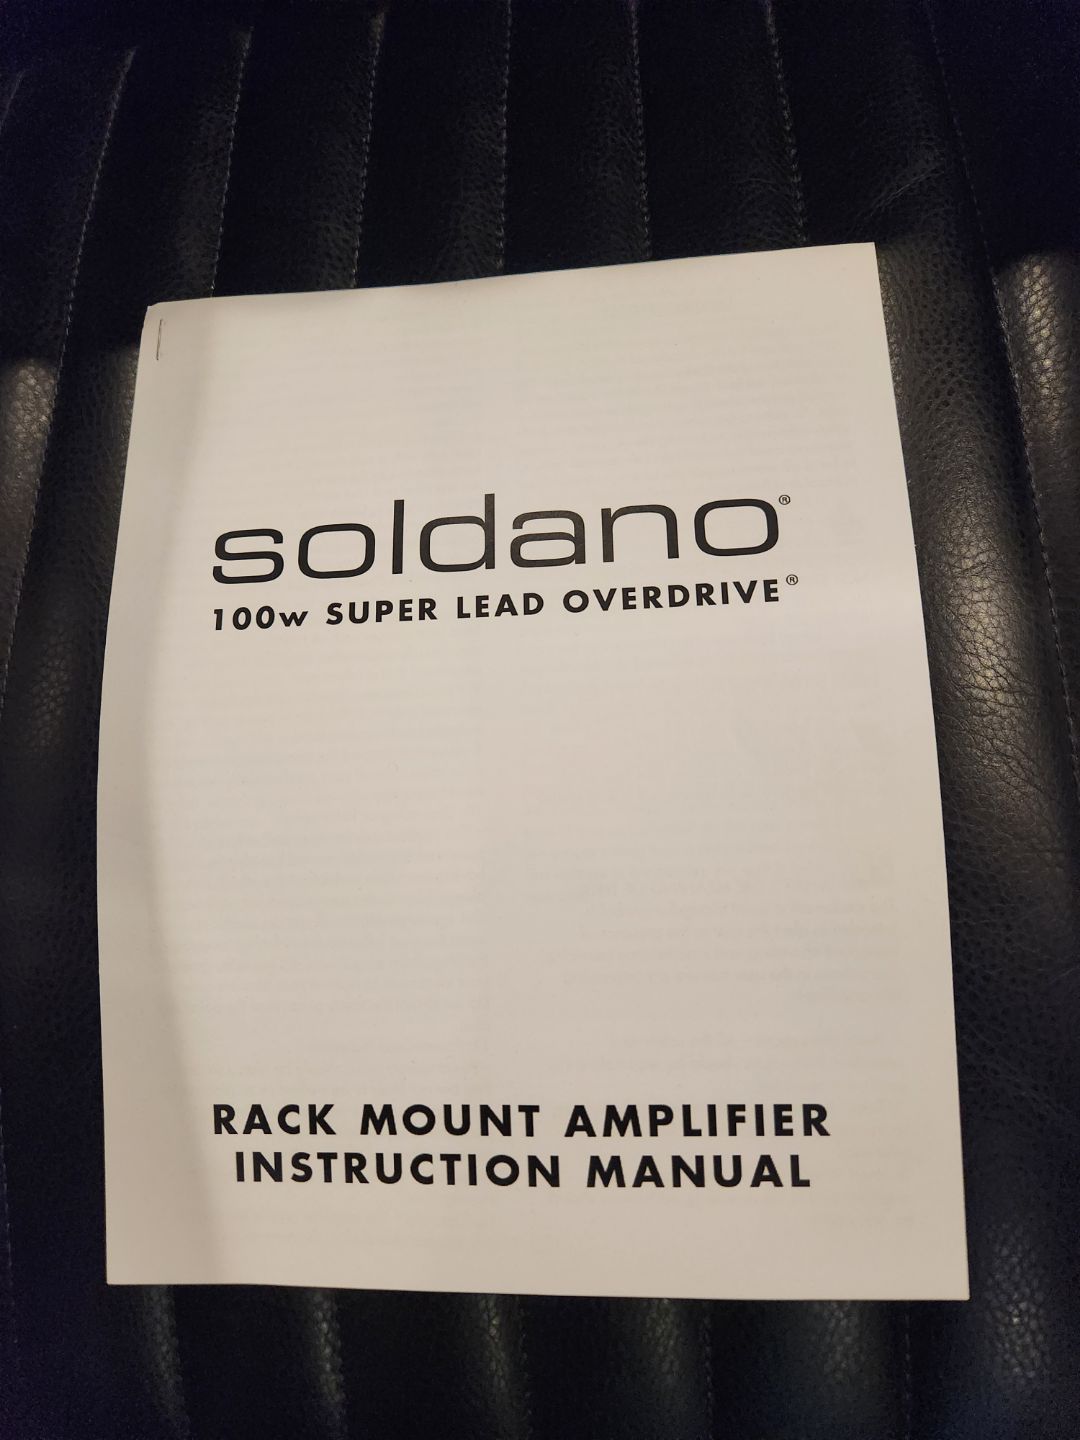 soldano®
100w SUPER LEAD OVERDRIVE®
RACK MOUNT AMPLIFIER
INSTRUCTION MANUAL